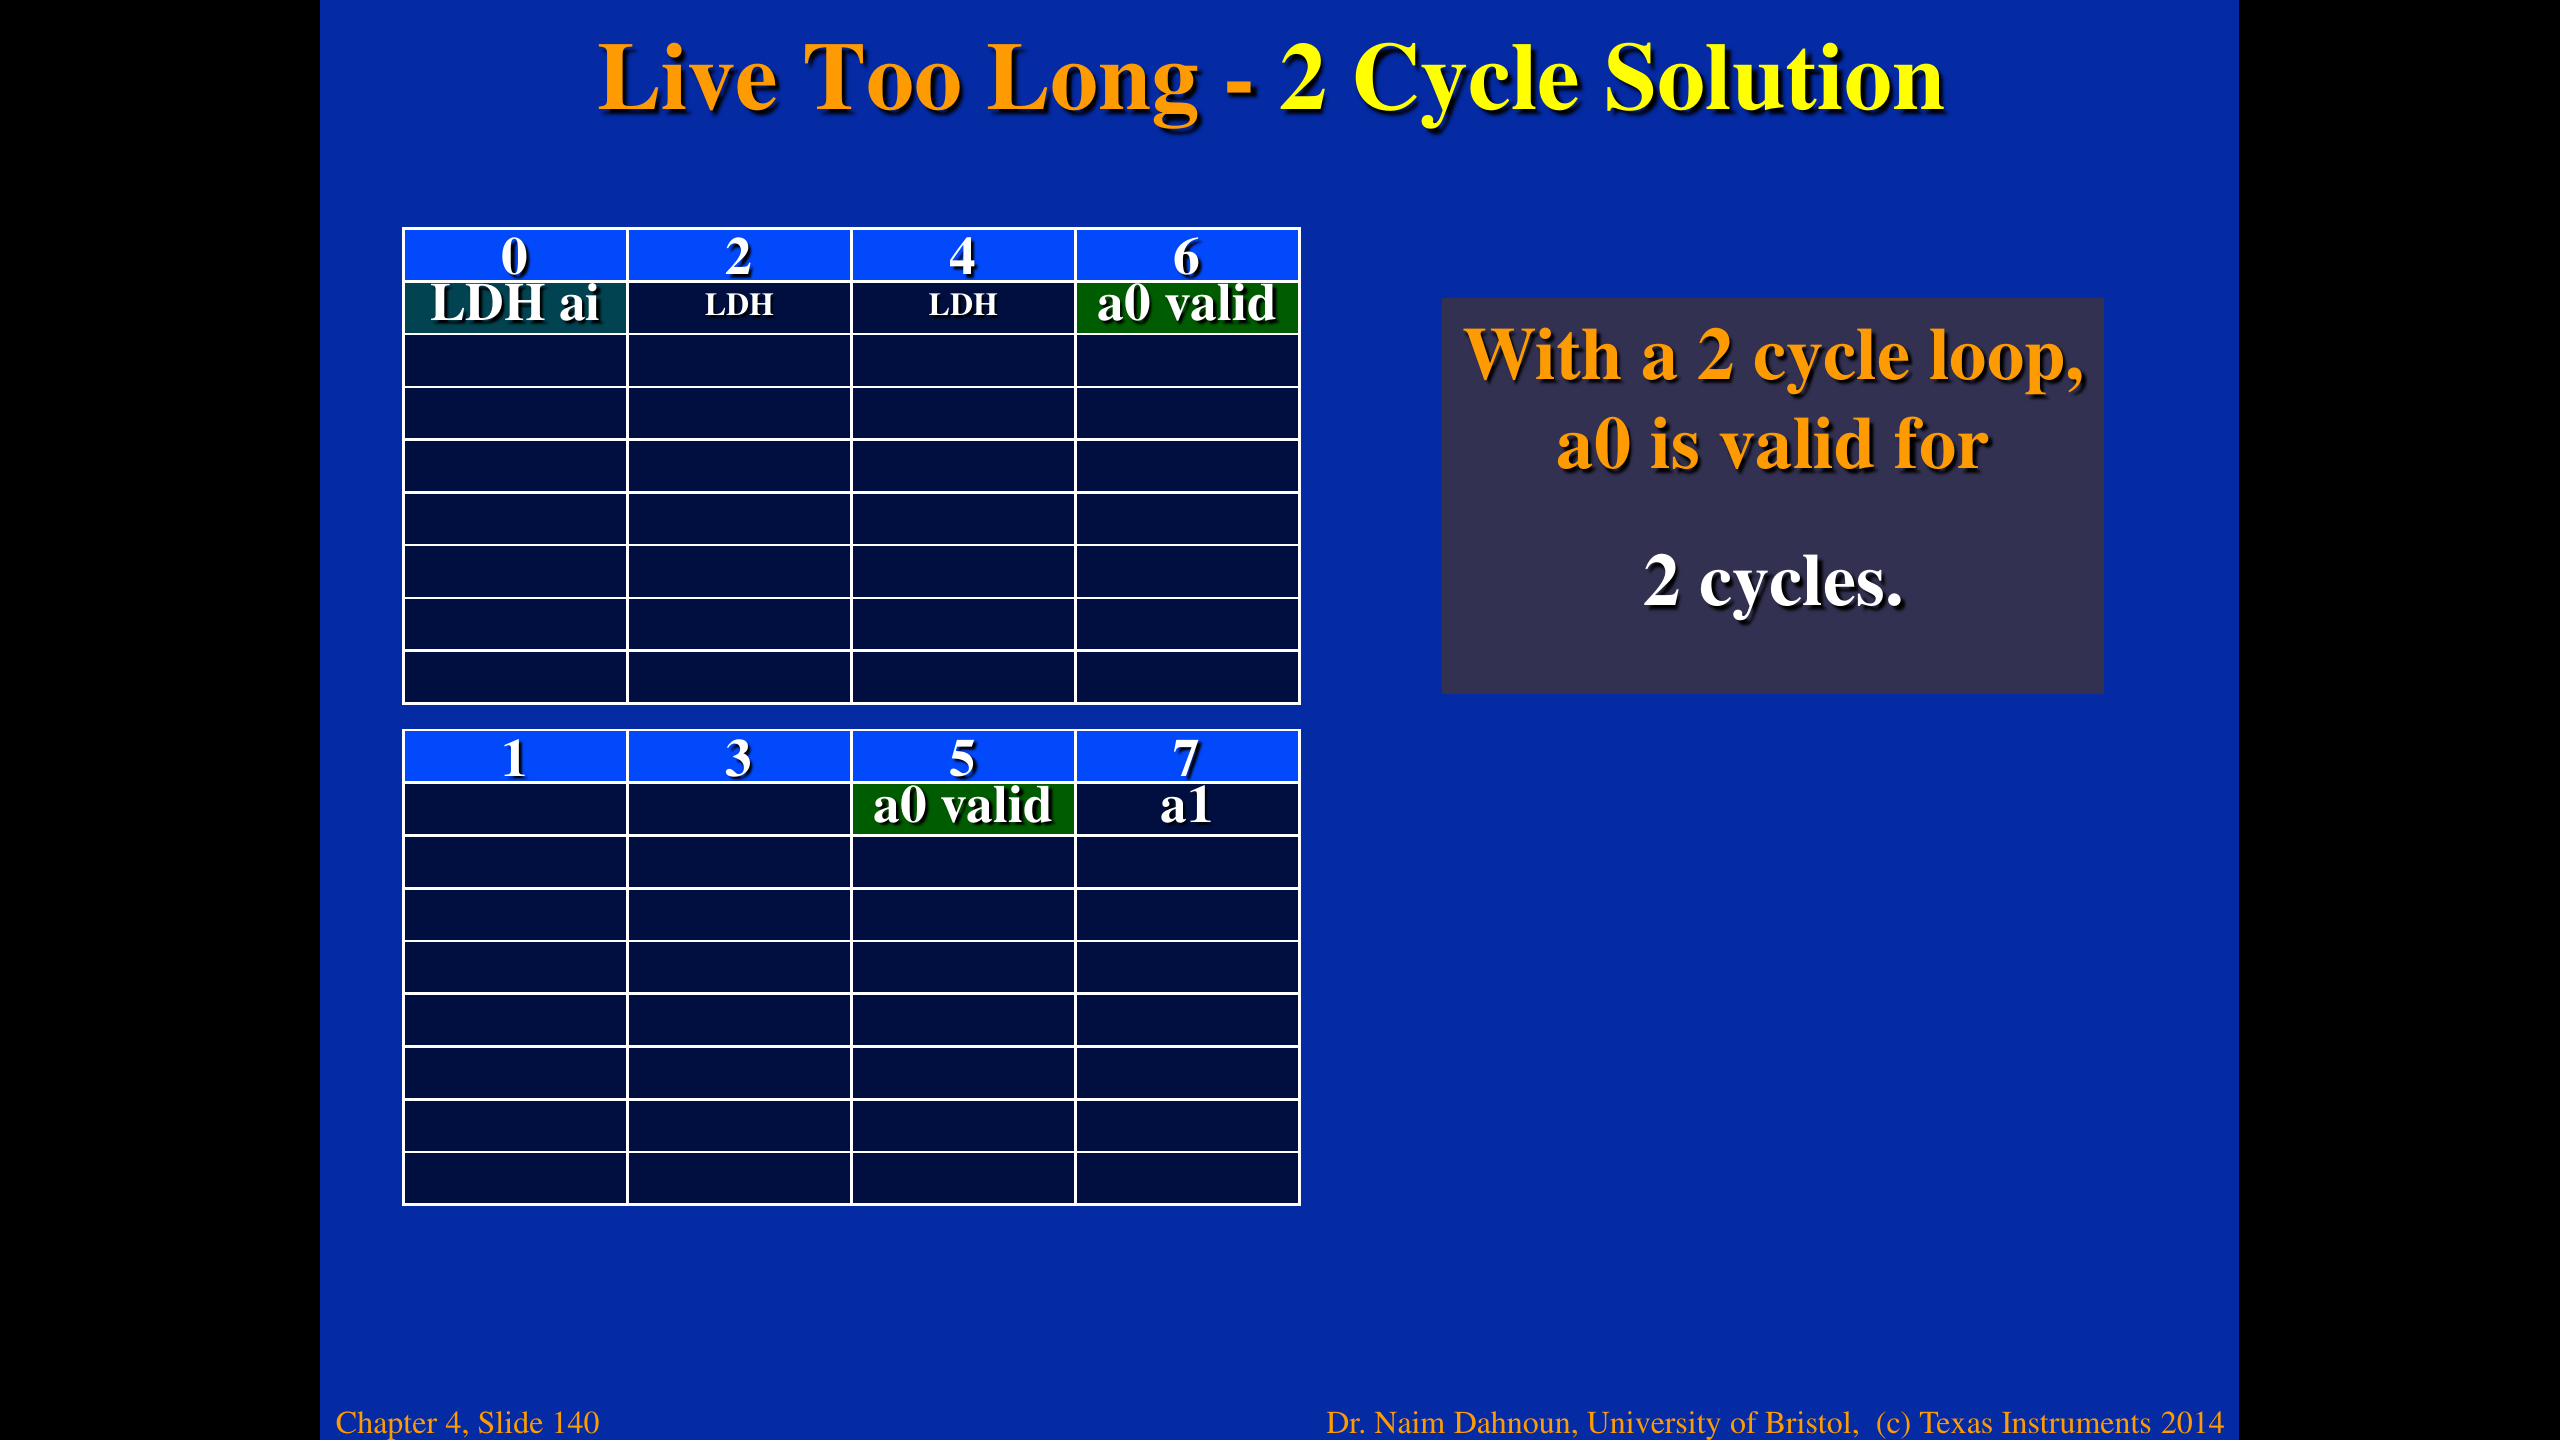 Live Too Long - 2 Cycle Solution
0 2 4 6
LDH ai LDH LDH a0 valid
With a 2 cycle loop,
a0 is valid for
2 cycles.
1 3 5 7
a0 valid a1
Chapter 4, Slide 140
Dr. Naim Dahnoun, University of Bristol, (c) Texas Instruments 2014